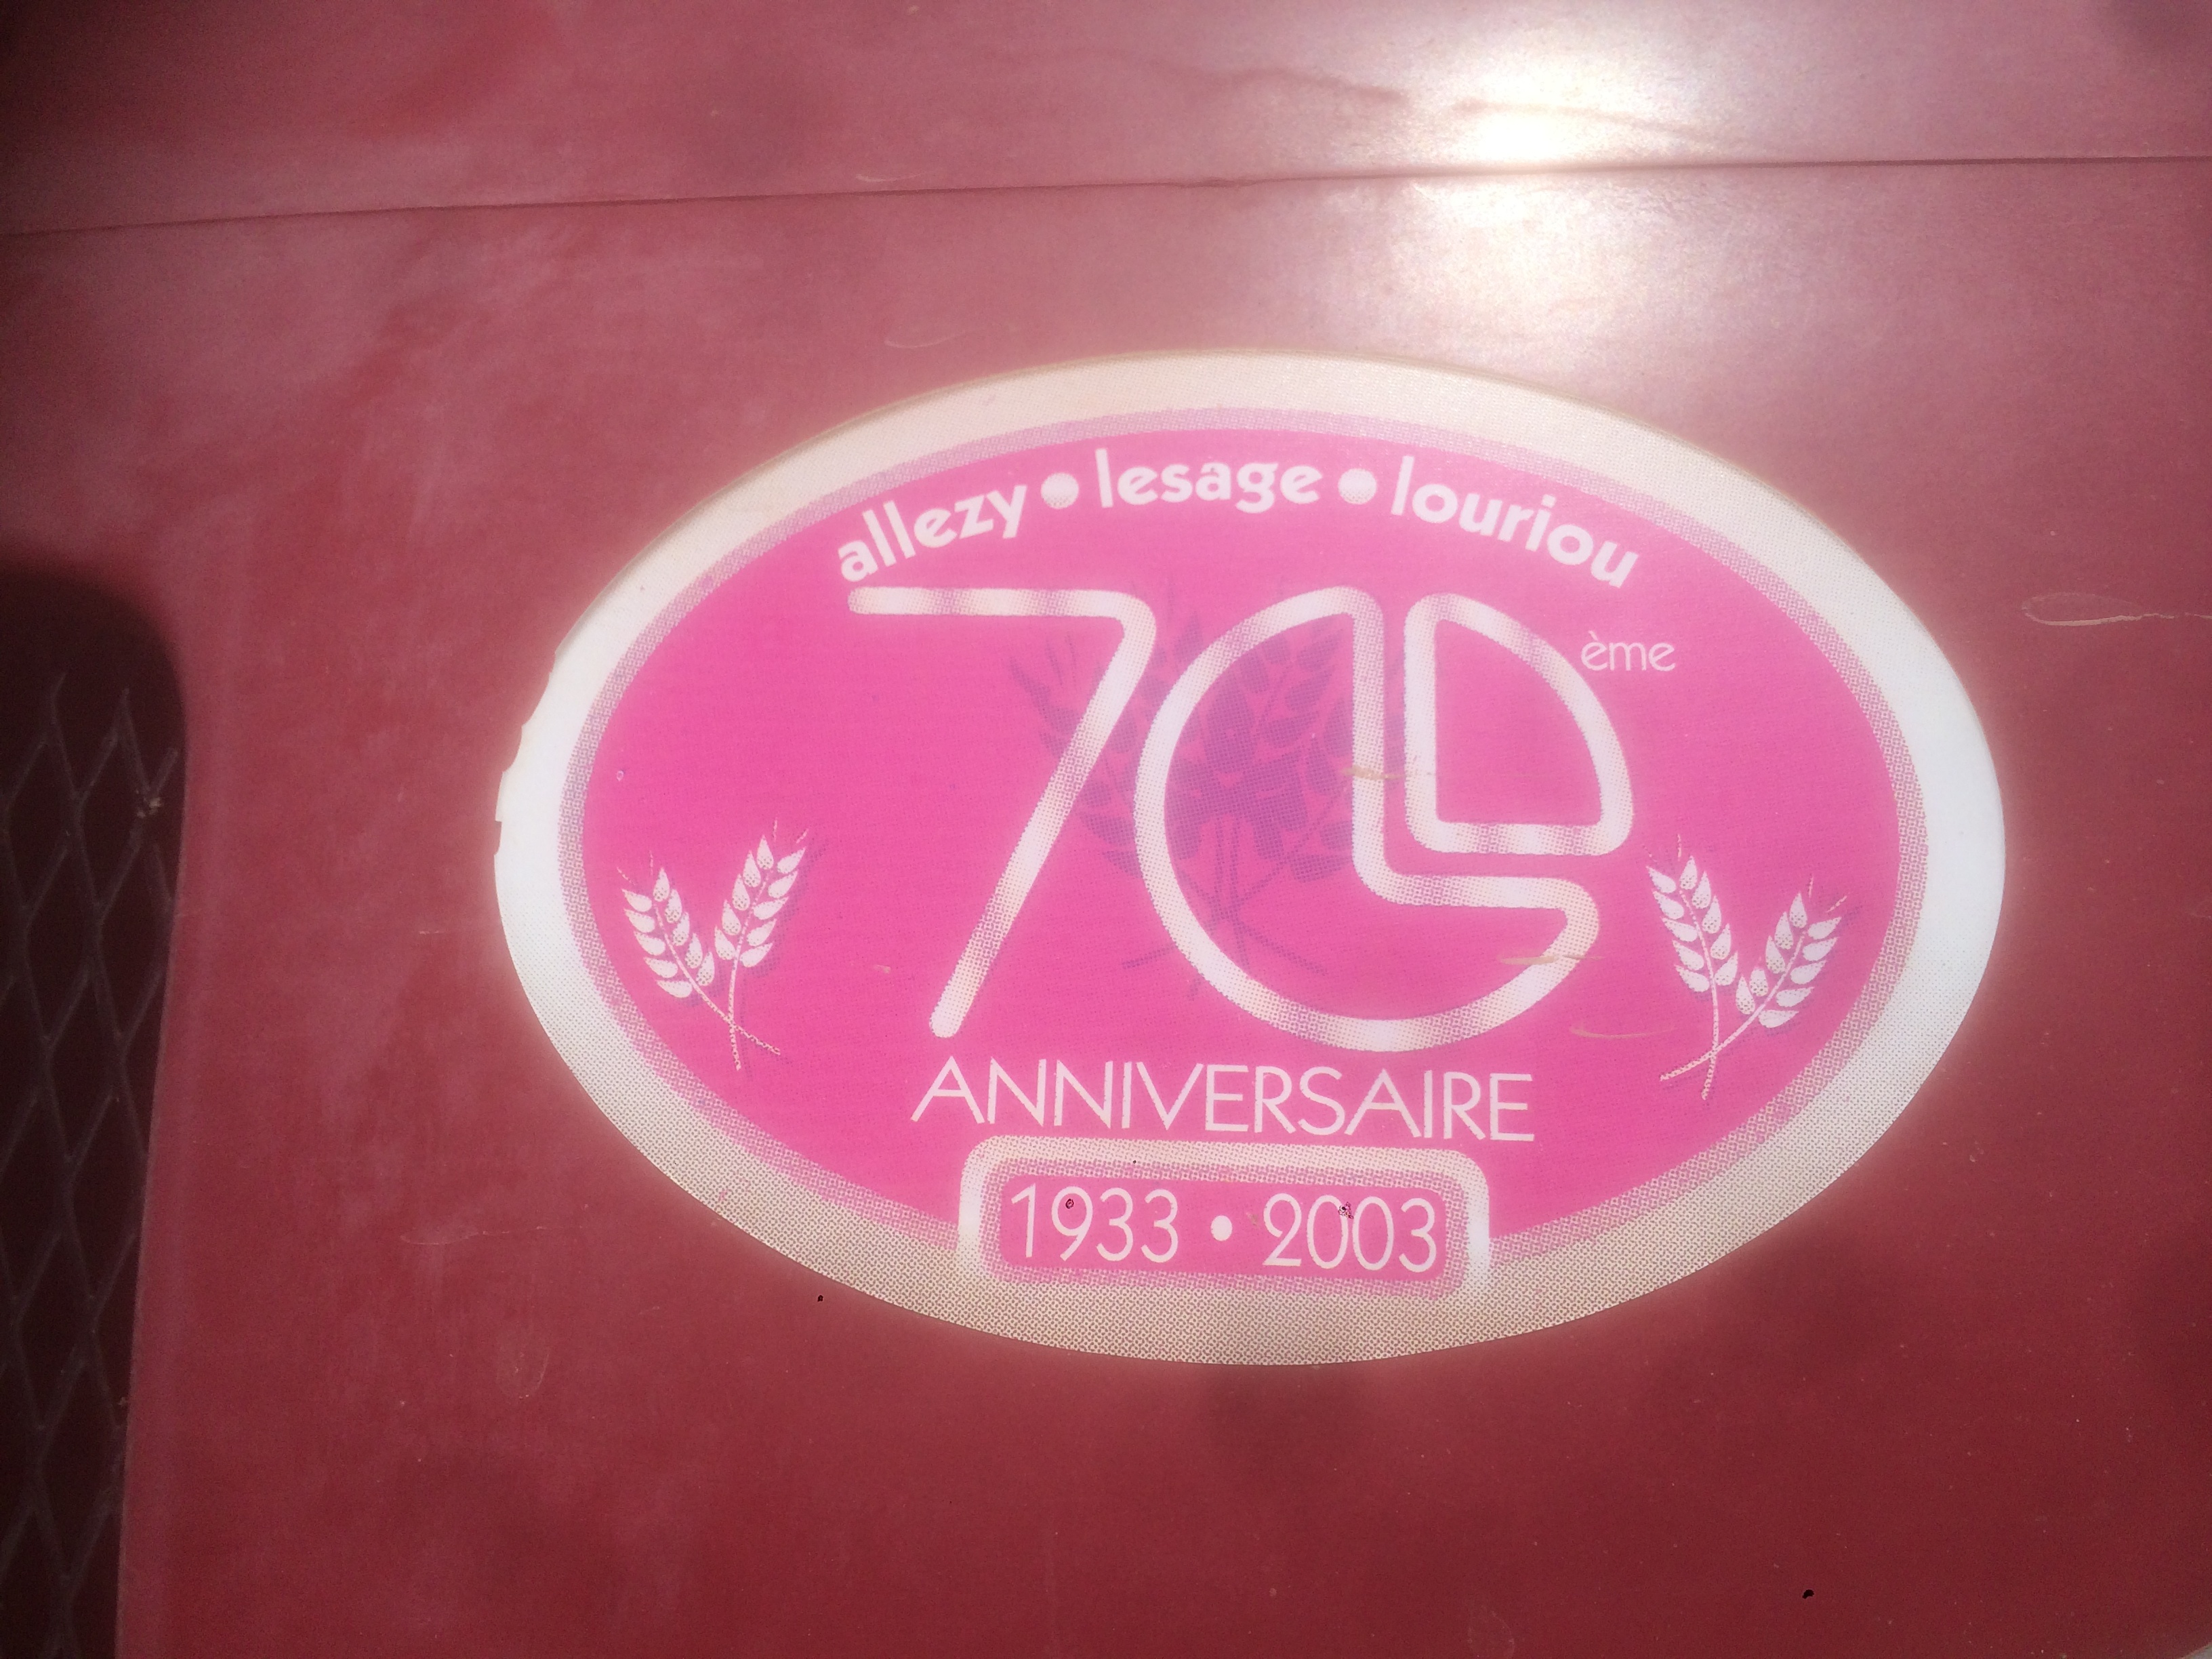 allezy • lesage • louriou
70ème
ANNIVERSAIRE
1933 • 2003